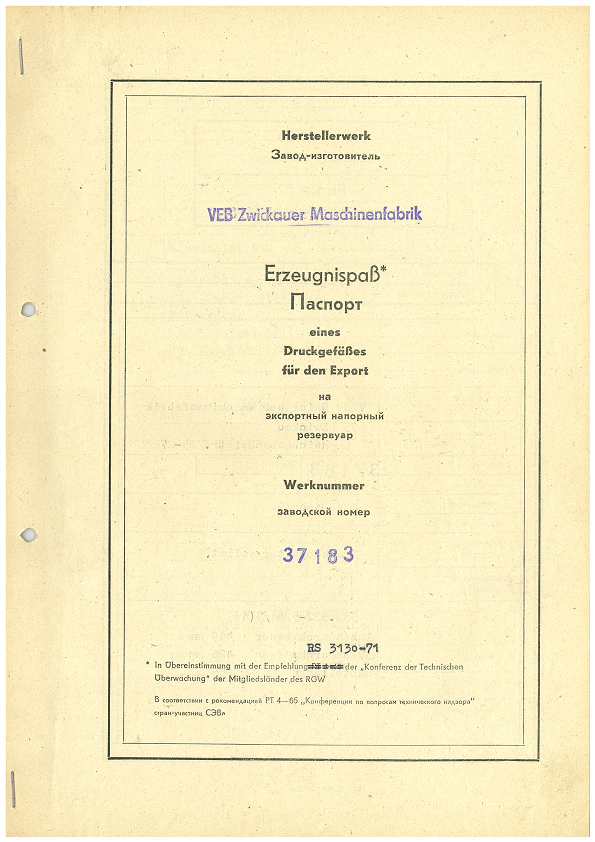 Herstellerwerk
Завод-изготовитель
VEB Zwickauer Maschinenfabrik
Erzeugnispaß*
Паспорт
eines
Druckgefäßes
für den Export
на
экспортный напорный
резервуар
Werknummer
заводской номер
37183
RS 3130-71
* In Übereinstimmung mit der Empfehlung der „Konferenz der Technischen
Überwachung" der Mitgliedsländer des RGW
В соответствии с рекомендацией РТ 4—65 „Конференции по вопросам технического надзора"
стран-участниц СЭВ»